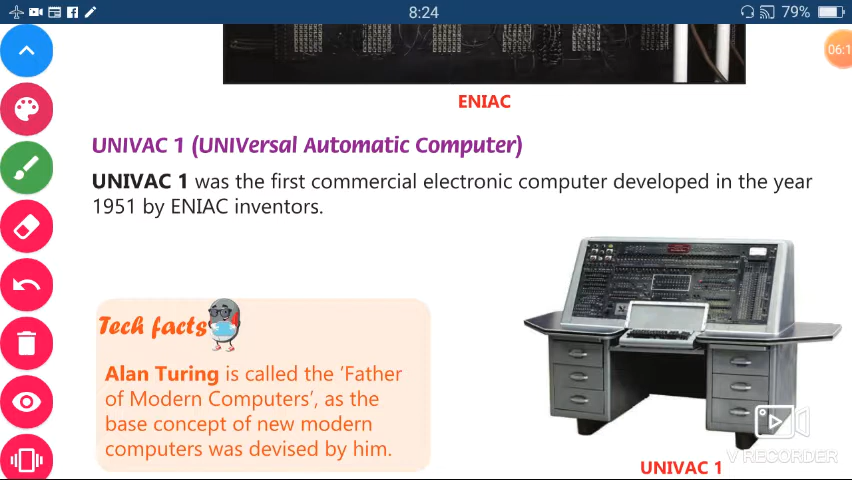 8:24
79%
06:1
ENIAC
UNIVAC 1 (UNIVersal Automatic Computer)
UNIVAC 1 was the first commercial electronic computer developed in the year
1951 by ENIAC inventors.
Tech facts
Alan Turing is called the ‘Father
of Modern Computers’, as the
base concept of new modern
computers was devised by him.
V RECORDER
UNIVAC 1